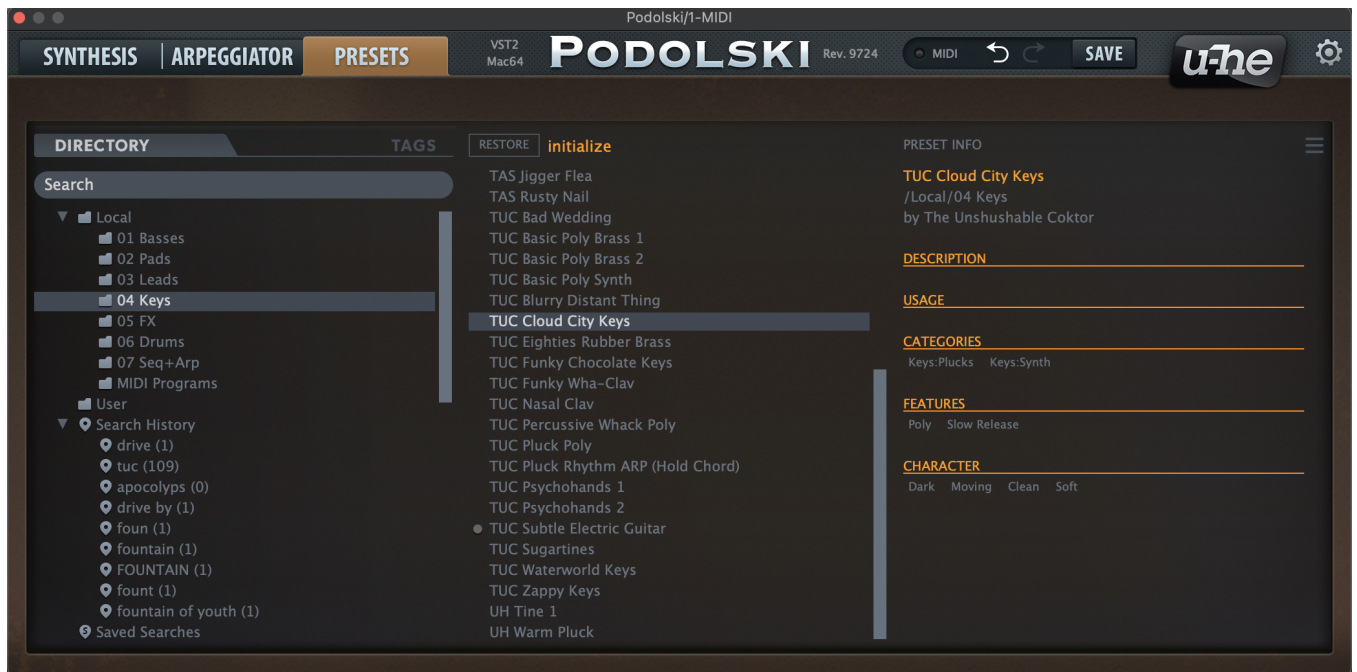 Podolski/1-MIDI
SYNTHESIS
ARPEGGIATOR
PRESETS
VST2
Mac64
PODOLSKI
Rev. 9724
MIDI
SAVE
u-he
DIRECTORY
TAGS
Search
Local
01 Basses
02 Pads
03 Leads
04 Keys
05 FX
06 Drums
07 Seq+Arp
MIDI Programs
User
Search History
drive (1)
tuc (109)
apocolyps (0)
drive by (1)
foun (1)
fountain (1)
FOUNTAIN (1)
fount (1)
fountain of youth (1)
S
Saved Searches
RESTORE
initialize
TAS Jigger Flea
TAS Rusty Nail
TUC Bad Wedding
TUC Basic Poly Brass 1
TUC Basic Poly Brass 2
TUC Basic Poly Synth
TUC Blurry Distant Thing
TUC Cloud City Keys
TUC Eighties Rubber Brass
TUC Funky Chocolate Keys
TUC Funky Wha-Clav
TUC Nasal Clav
TUC Percussive Whack Poly
TUC Pluck Poly
TUC Pluck Rhythm ARP (Hold Chord)
TUC Psychohands 1
TUC Psychohands 2
TUC Subtle Electric Guitar
TUC Sugartines
TUC Waterworld Keys
TUC Zappy Keys
UH Tine 1
UH Warm Pluck
PRESET INFO
TUC Cloud City Keys
/Local/04 Keys
by The Unshushable Coktor
DESCRIPTION
USAGE
CATEGORIES
Keys:Plucks Keys:Synth
FEATURES
Poly Slow Release
CHARACTER
Dark Moving Clean Soft